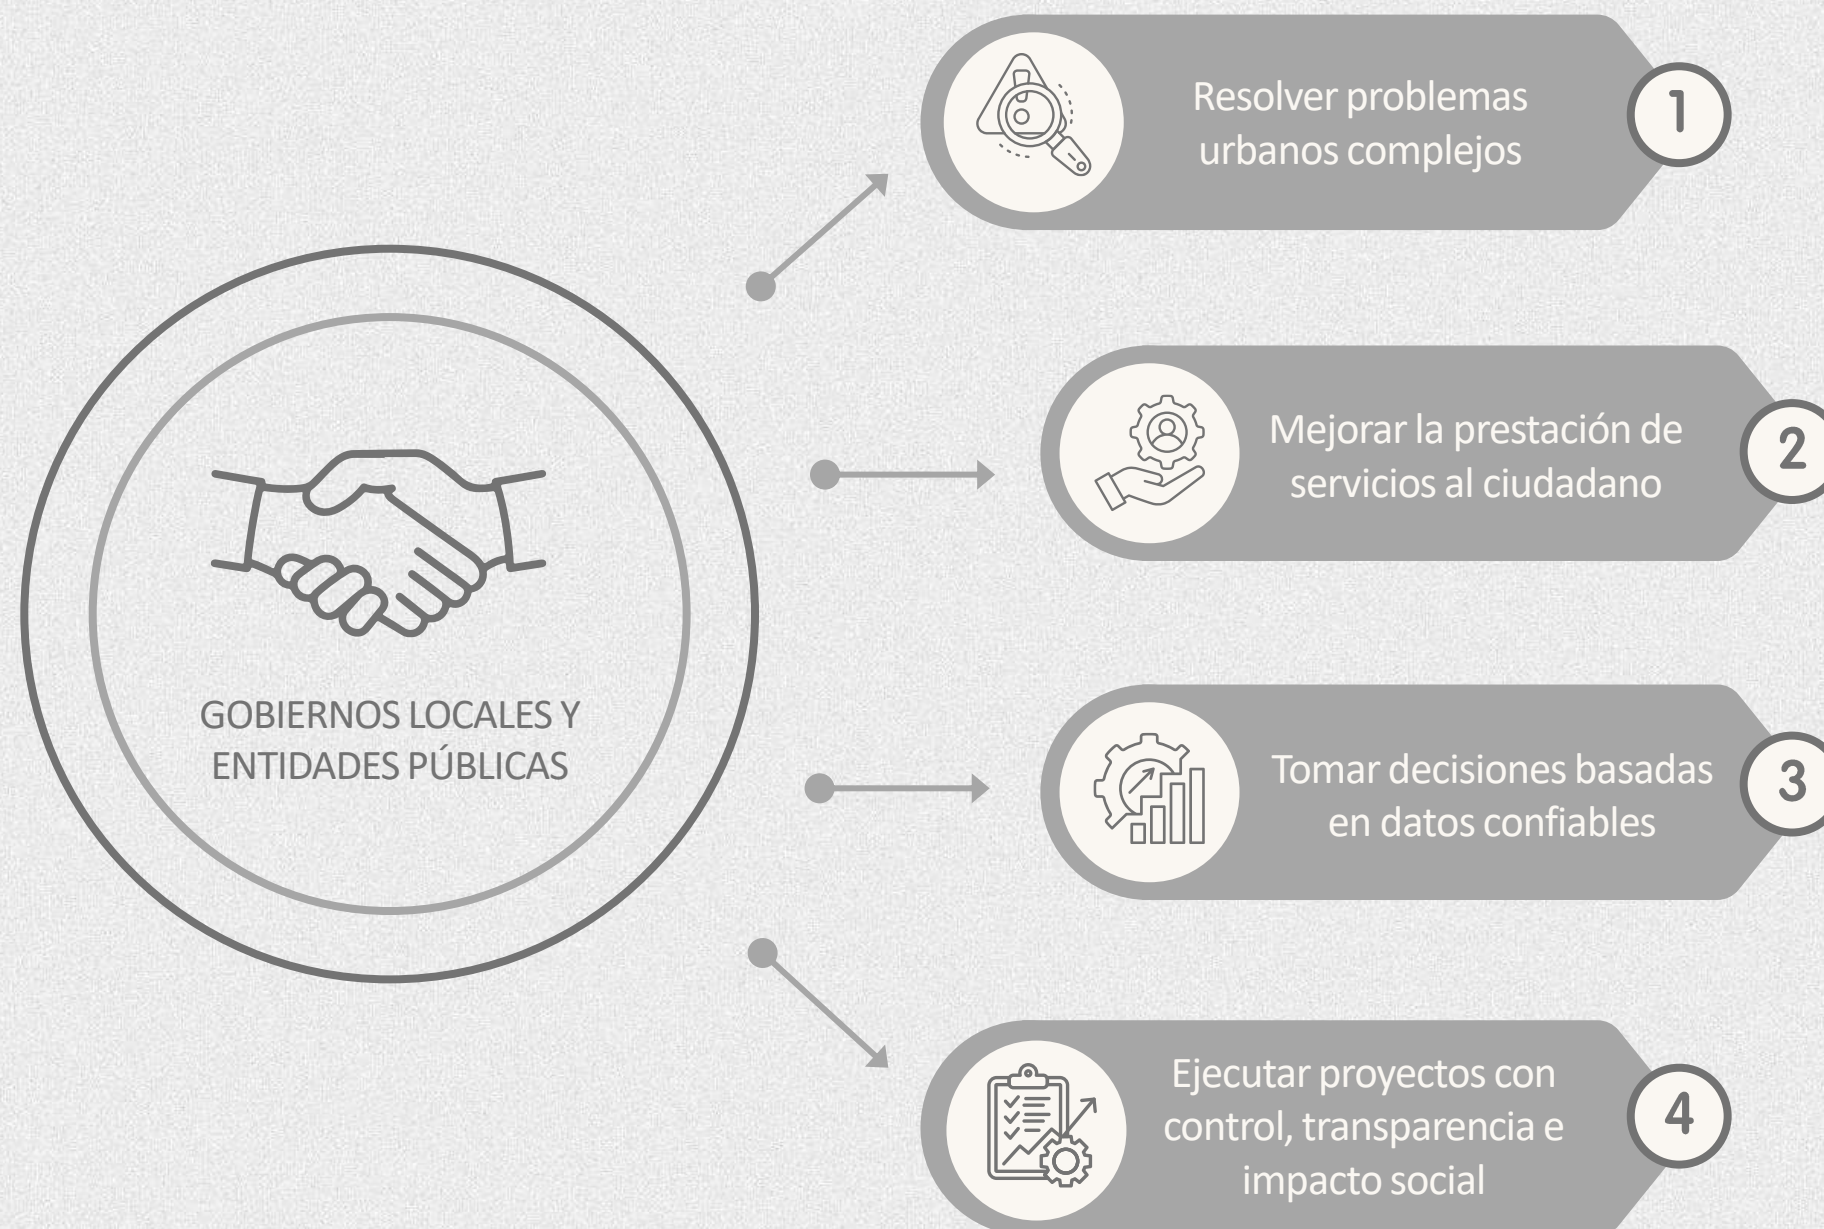 GOBIERNOS LOCALES Y
ENTIDADES PÚBLICAS
Resolver problemas
urbanos complejos
1
Mejorar la prestación de
servicios al ciudadano
2
Tomar decisiones basadas
en datos confiables
3
Ejecutar proyectos con
control, transparencia e
impacto social
4